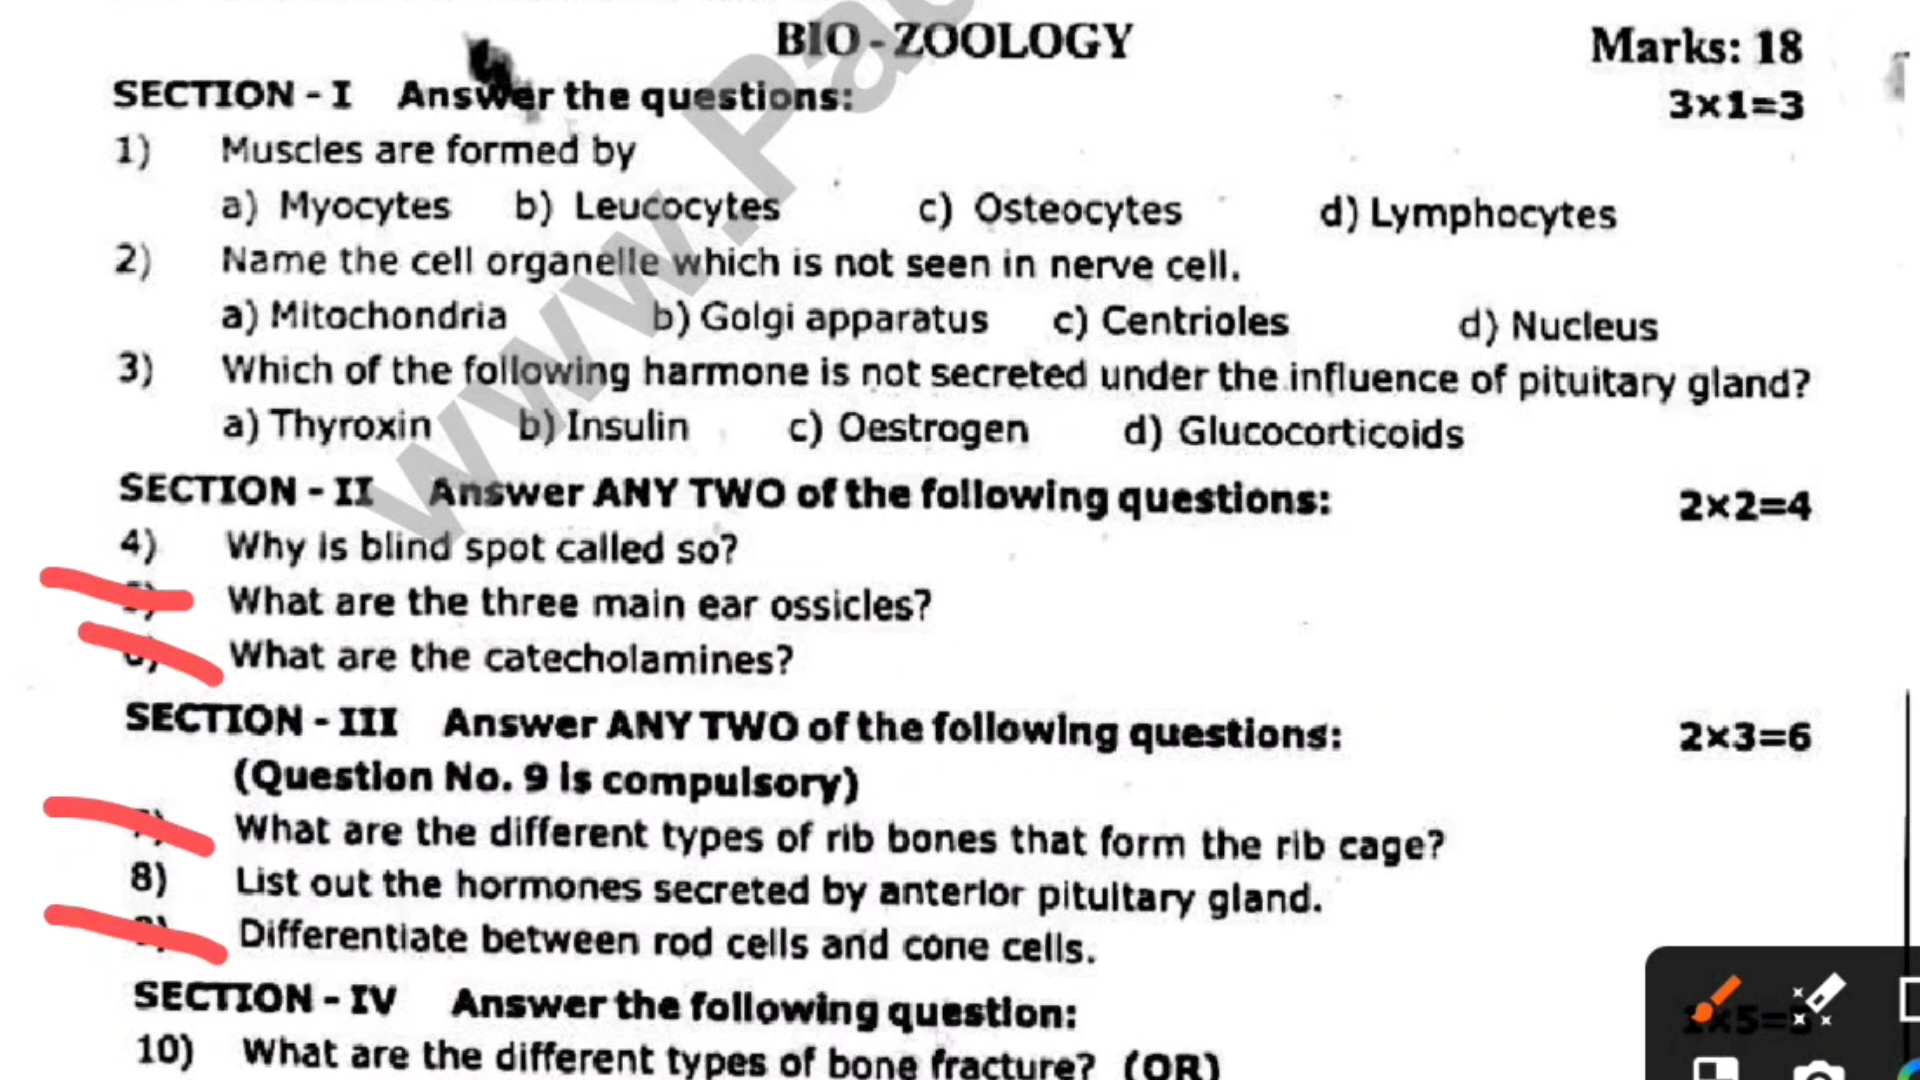 BIO - ZOOLOGY
Marks: 18
SECTION - I Answer the questions: 3×1=3
1) Muscles are formed by
a) Myocytes b) Leucocytes c) Osteocytes d) Lymphocytes
2) Name the cell organelle which is not seen in nerve cell.
a) Mitochondria b) Golgi apparatus c) Centrioles d) Nucleus
3) Which of the following harmone is not secreted under the influence of pituitary gland?
a) Thyroxin b) Insulin c) Oestrogen d) Glucocorticoids
SECTION - II Answer ANY TWO of the following questions: 2×2=4
4) Why is blind spot called so?
What are the three main ear ossicles?
What are the catecholamines?
SECTION - III Answer ANY TWO of the following questions: 2×3=6
(Question No. 9 is compulsory)
What are the different types of rib bones that form the rib cage?
8) List out the hormones secreted by anterior pituitary gland.
Differentiate between rod cells and cone cells.
SECTION - IV Answer the following question:
10) What are the different types of bone fracture? (OR)
www.Pa